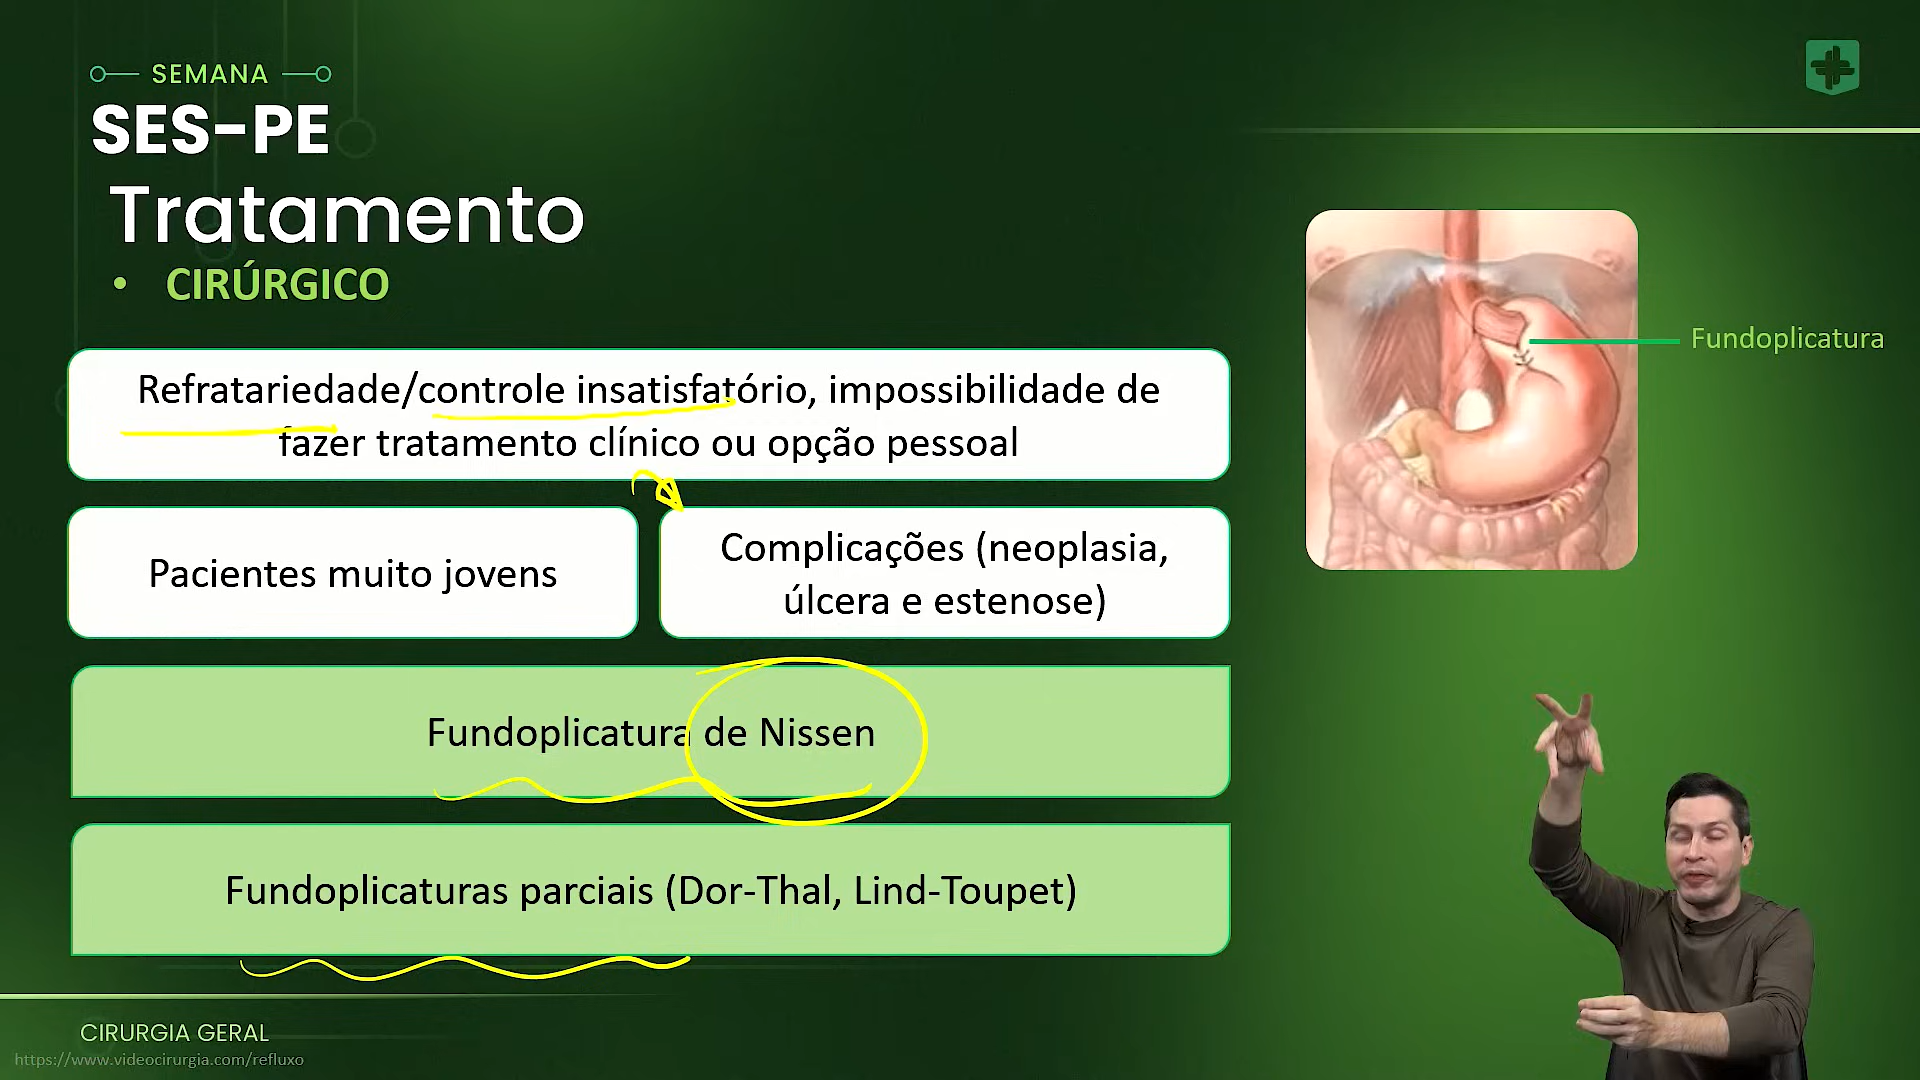 SEMANA
SES-PE
Tratamento
• CIRÚRGICO
Refratariedade/controle insatisfatório, impossibilidade de
fazer tratamento clínico ou opção pessoal
Pacientes muito jovens
Complicações (neoplasia,
úlcera e estenose)
Fundoplicatura de Nissen
Fundoplicaturas parciais (Dor-Thal, Lind-Toupet)
Fundoplicatura
CIRURGIA GERAL
https://www.videocirurgia.com/refluxo